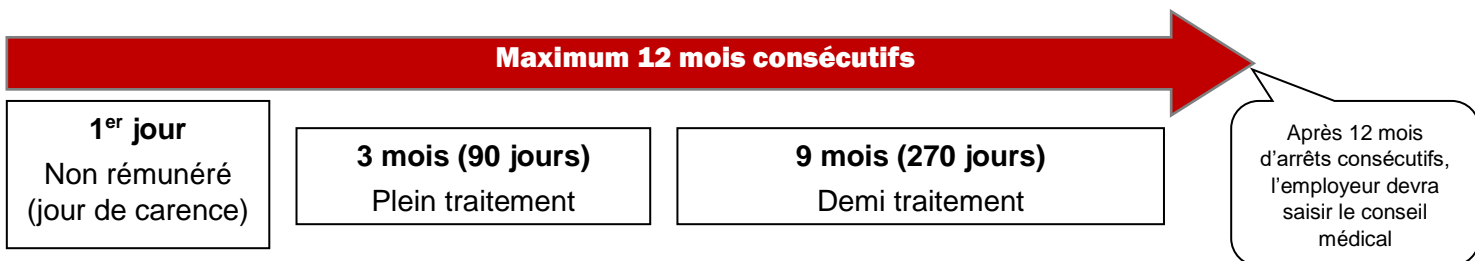 Maximum 12 mois consécutifs
1er jour
Non rémunéré
(jour de carence)
3 mois (90 jours)
Plein traitement
9 mois (270 jours)
Demi traitement
Après 12 mois
d’arrêts consécutifs,
l’employeur devra
saisir le conseil
médical